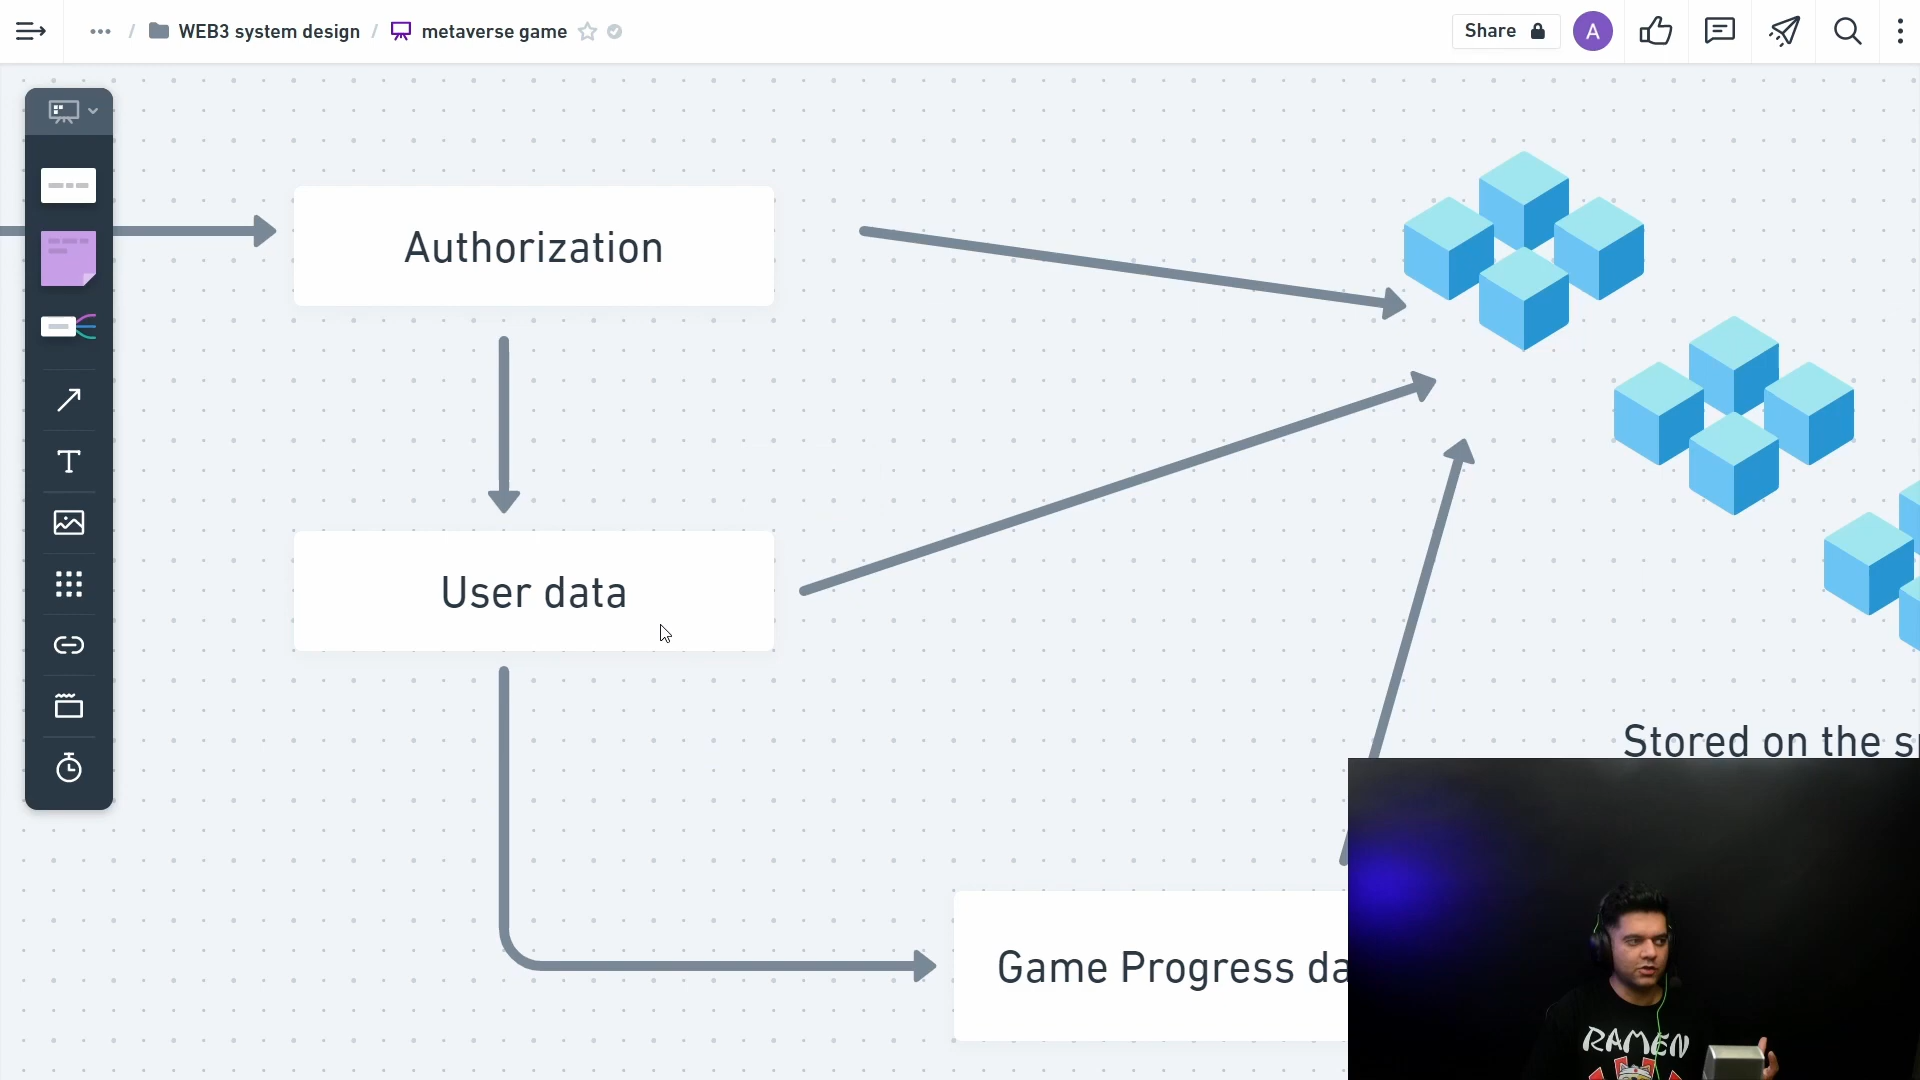 WEB3 system design / metaverse game
Share
A
Authorization
User data
Stored on the s
Game Progress da
RAMEN